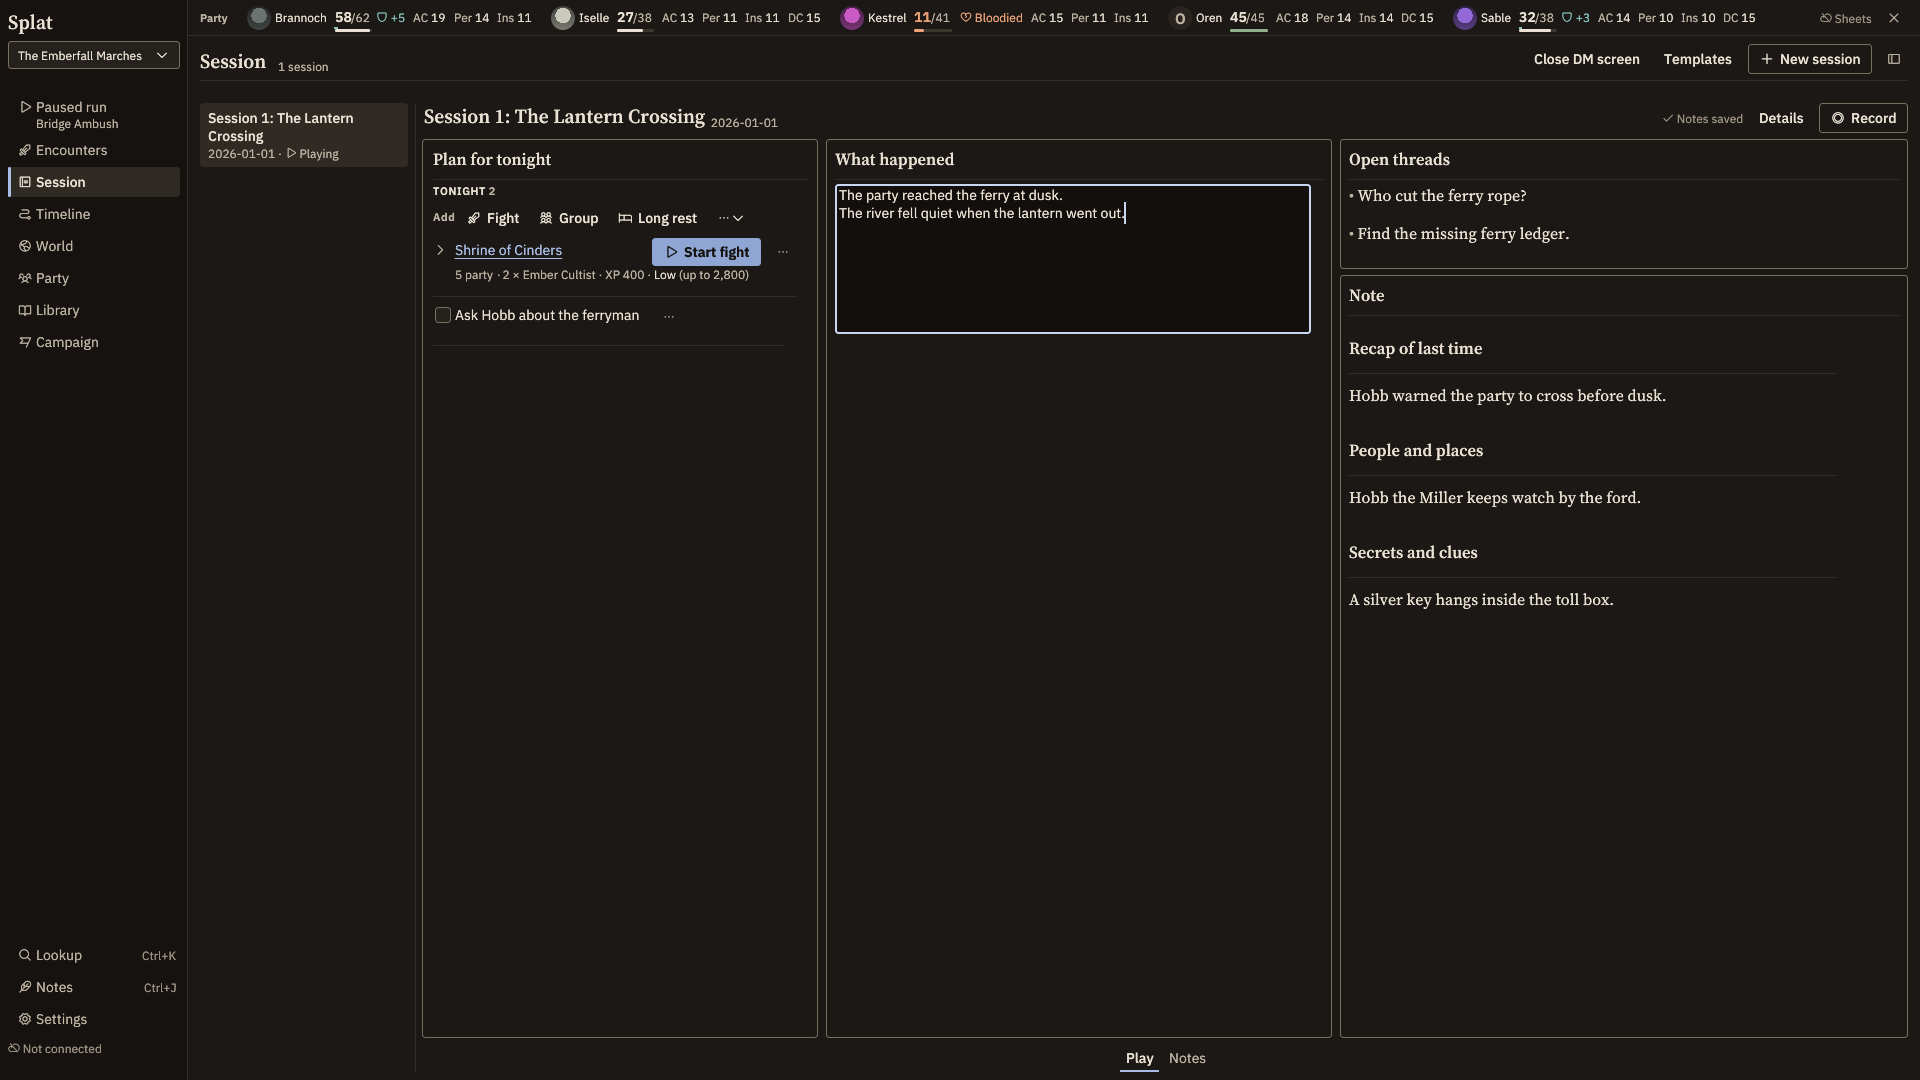 Splat
The Emberfall Marches
Paused run
Bridge Ambush
Encounters
Session
Timeline
World
Party
Library
Campaign
Lookup Ctrl+K
Notes Ctrl+J
Settings
Not connected
Party Brannoch 58/62 +5 AC 19 Per 14 Ins 11 Iselle 27/38 AC 13 Per 11 Ins 11 DC 15 Kestrel 11/41 Bloodied AC 15 Per 11 Ins 11 O Oren 45/45 AC 18 Per 14 Ins 14 DC 15 Sable 32/38 +3 AC 14 Per 10 Ins 10 DC 15 Sheets
Session 1 session
Close DM screen Templates + New session
Session 1: The Lantern
Crossing
2026-01-01 · Playing
Session 1: The Lantern Crossing 2026-01-01
Notes saved Details Record
Plan for tonight
TONIGHT 2
Add Fight Group Long rest ...
Shrine of Cinders Start fight ...
5 party · 2 × Ember Cultist · XP 400 · Low (up to 2,800)
Ask Hobb about the ferryman ...
What happened
The party reached the ferry at dusk.
The river fell quiet when the lantern went out.
Open threads
• Who cut the ferry rope?
• Find the missing ferry ledger.
Note
Recap of last time
Hobb warned the party to cross before dusk.
People and places
Hobb the Miller keeps watch by the ford.
Secrets and clues
A silver key hangs inside the toll box.
Play Notes